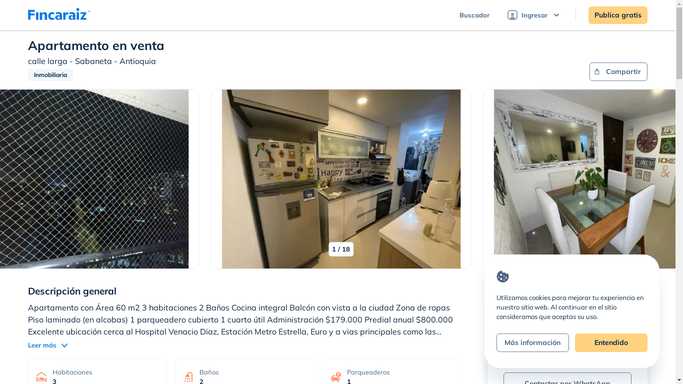 Fincaraiz
Buscador
Ingresar
Publica gratis
Apartamento en venta
calle larga - Sabaneta - Antioquia
Inmobiliaria
Compartir
Happy
1 / 18
Descripción general
Apartamento con Área 60 m2 3 habitaciones 2 Baños Cocina integral Balcón con vista a la ciudad Zona de ropas
Piso laminado (en alcobas) 1 parqueadero cubierto 1 cuarto útil Administración $179.000 Predial anual $800.000
Excelente ubicación cerca al Hospital Venacio Diaz, Estación Metro Estrella, Euro y a vias principales como las...
Leer más
Habitaciones
3
Baños
2
Parqueaderos
1
Utilizamos cookies para mejorar tu experiencia en
nuestro sitio web. Al continuar en el sitio
consideramos que aceptas su uso.
Más información
Entendido
Contactar por WhatsApp